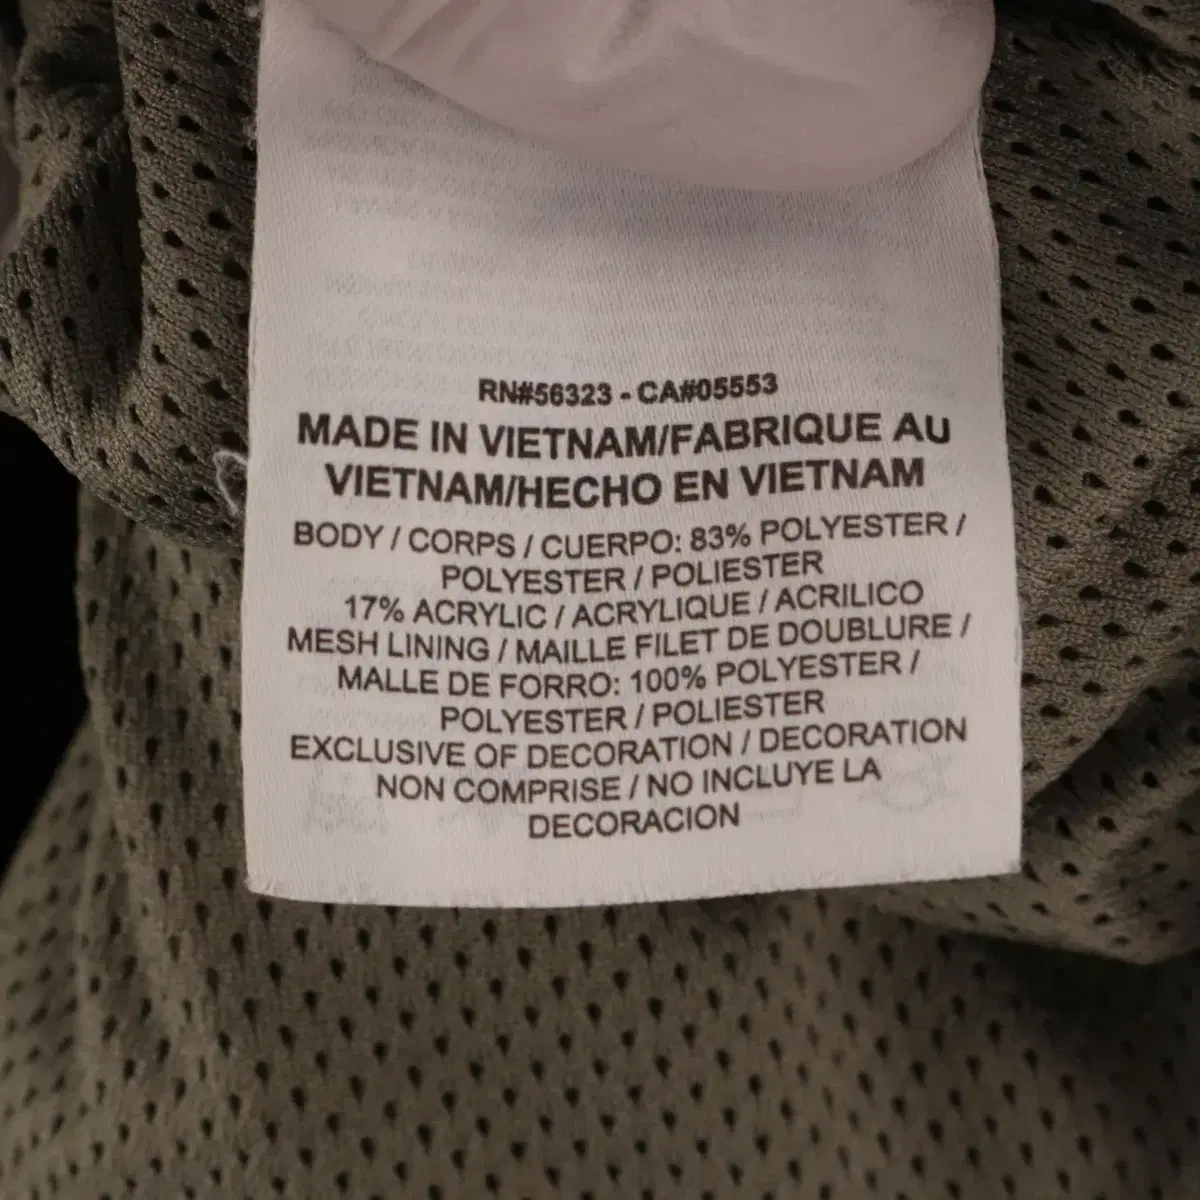 RN#56323 - CA#05553
MADE IN VIETNAM/FABRIQUE AU
VIETNAM/HECHO EN VIETNAM
BODY / CORPS / CUERPO: 83% POLYESTER /
POLYESTER / POLIESTER
17% ACRYLIC / ACRYLIQUE / ACRILICO
MESH LINING / MAILLE FILET DE DOUBLURE /
MALLE DE FORRO: 100% POLYESTER /
POLYESTER / POLIESTER
EXCLUSIVE OF DECORATION / DECORATION
NON COMPRISE / NO INCLUYE LA
DECORACION